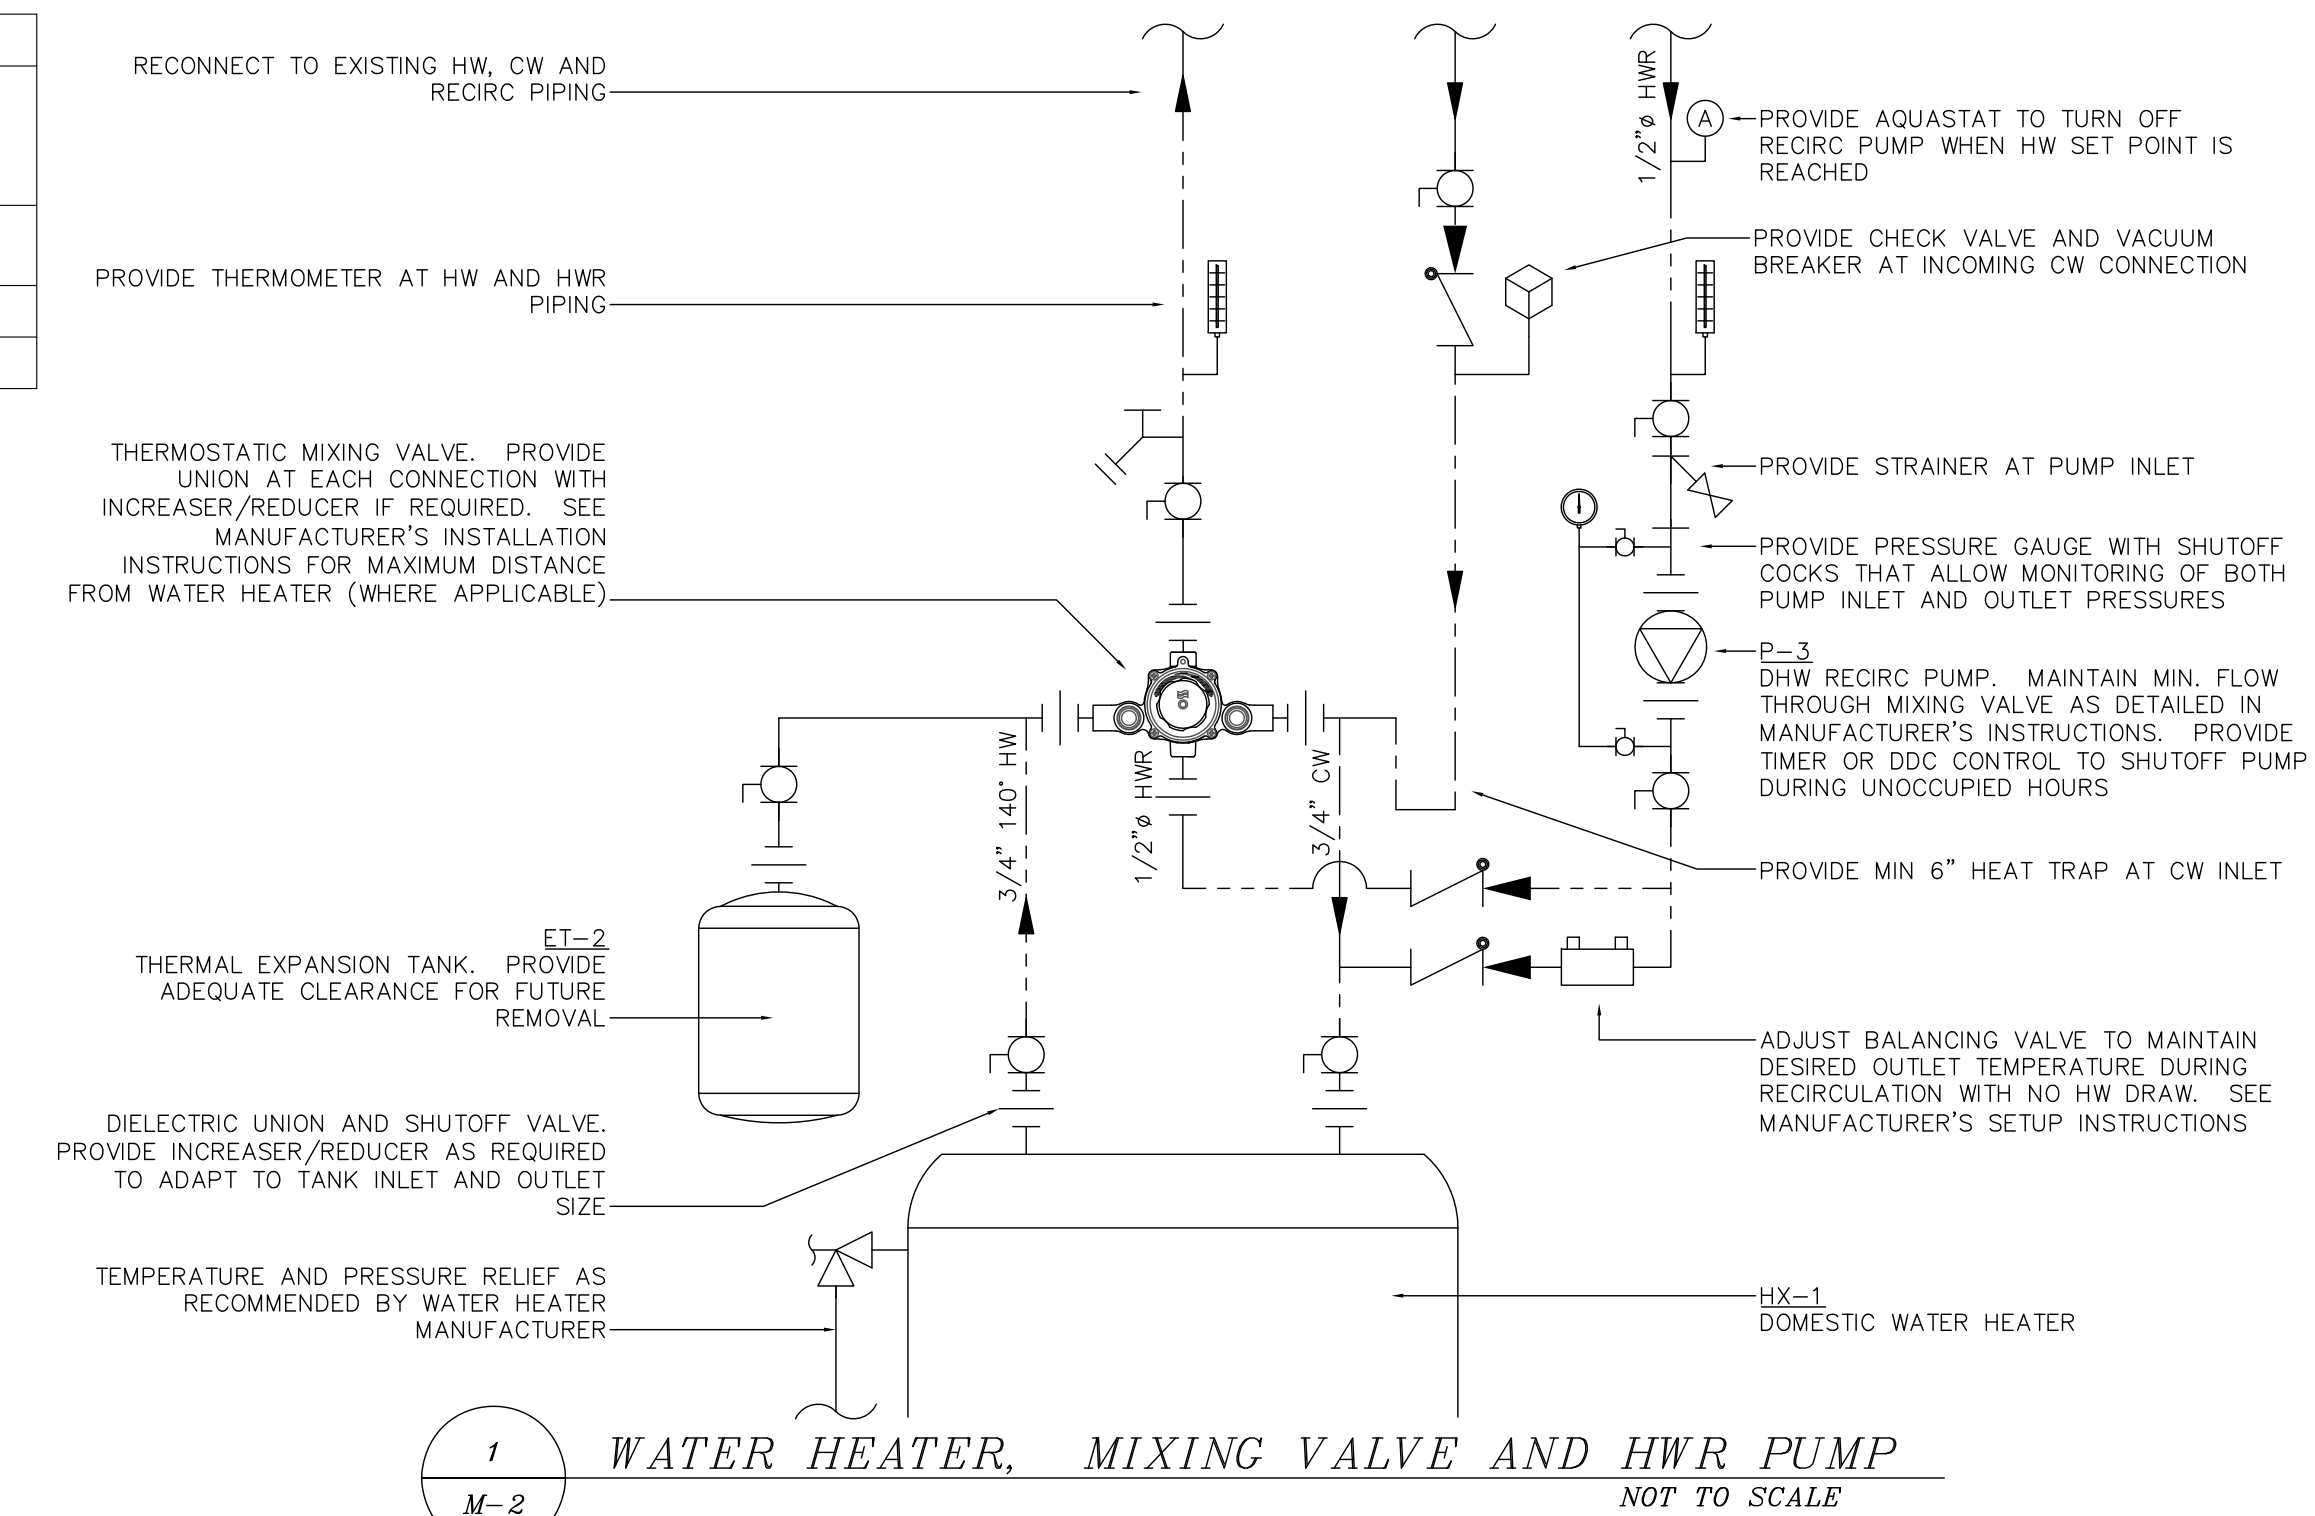 RECONNECT TO EXISTING HW, CW AND
RECIRC PIPING
PROVIDE THERMOMETER AT HW AND HWR
PIPING
THERMOSTATIC MIXING VALVE. PROVIDE
UNION AT EACH CONNECTION WITH
INCREASER/REDUCER IF REQUIRED. SEE
MANUFACTURER'S INSTALLATION
INSTRUCTIONS FOR MAXIMUM DISTANCE
FROM WATER HEATER (WHERE APPLICABLE)
ET-2
THERMAL EXPANSION TANK. PROVIDE
ADEQUATE CLEARANCE FOR FUTURE
REMOVAL
DIELECTRIC UNION AND SHUTOFF VALVE.
PROVIDE INCREASER/REDUCER AS REQUIRED
TO ADAPT TO TANK INLET AND OUTLET
SIZE
TEMPERATURE AND PRESSURE RELIEF AS
RECOMMENDED BY WATER HEATER
MANUFACTURER
3/4" 140° HW
1/2"ø HWR
3/4" CW
1/2"ø HWR
A
PROVIDE AQUASTAT TO TURN OFF
RECIRC PUMP WHEN HW SET POINT IS
REACHED
PROVIDE CHECK VALVE AND VACUUM
BREAKER AT INCOMING CW CONNECTION
PROVIDE STRAINER AT PUMP INLET
PROVIDE PRESSURE GAUGE WITH SHUTOFF
COCKS THAT ALLOW MONITORING OF BOTH
PUMP INLET AND OUTLET PRESSURES
P-3
DHW RECIRC PUMP. MAINTAIN MIN. FLOW
THROUGH MIXING VALVE AS DETAILED IN
MANUFACTURER'S INSTRUCTIONS. PROVIDE
TIMER OR DDC CONTROL TO SHUTOFF PUMP
DURING UNOCCUPIED HOURS
PROVIDE MIN 6" HEAT TRAP AT CW INLET
ADJUST BALANCING VALVE TO MAINTAIN
DESIRED OUTLET TEMPERATURE DURING
RECIRCULATION WITH NO HW DRAW. SEE
MANUFACTURER'S SETUP INSTRUCTIONS
HX-1
DOMESTIC WATER HEATER
1
M-2
WATER HEATER, MIXING VALVE AND HWR PUMP
NOT TO SCALE